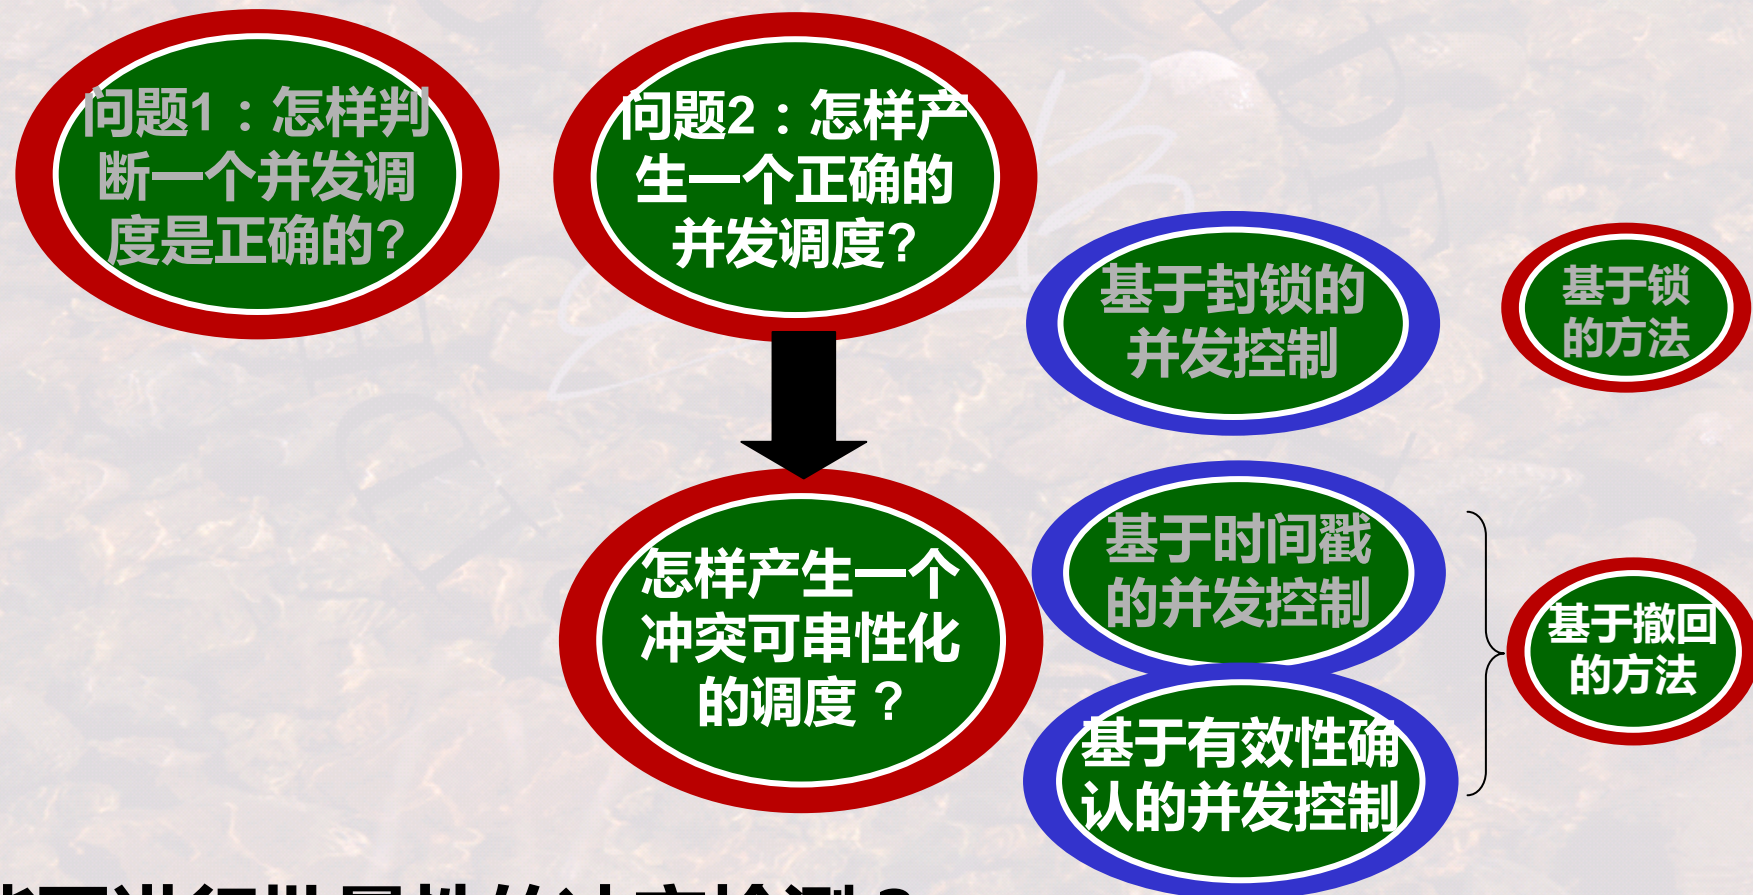 问题1：怎样判
断一个并发调
度是正确的?
问题2：怎样产
生一个正确的
并发调度?
基于封锁的
并发控制
基于锁
的方法
怎样产生一个
冲突可串性化
的调度？
基于时间戳
的并发控制
基于撤回
的方法
基于有效性确
认的并发控制